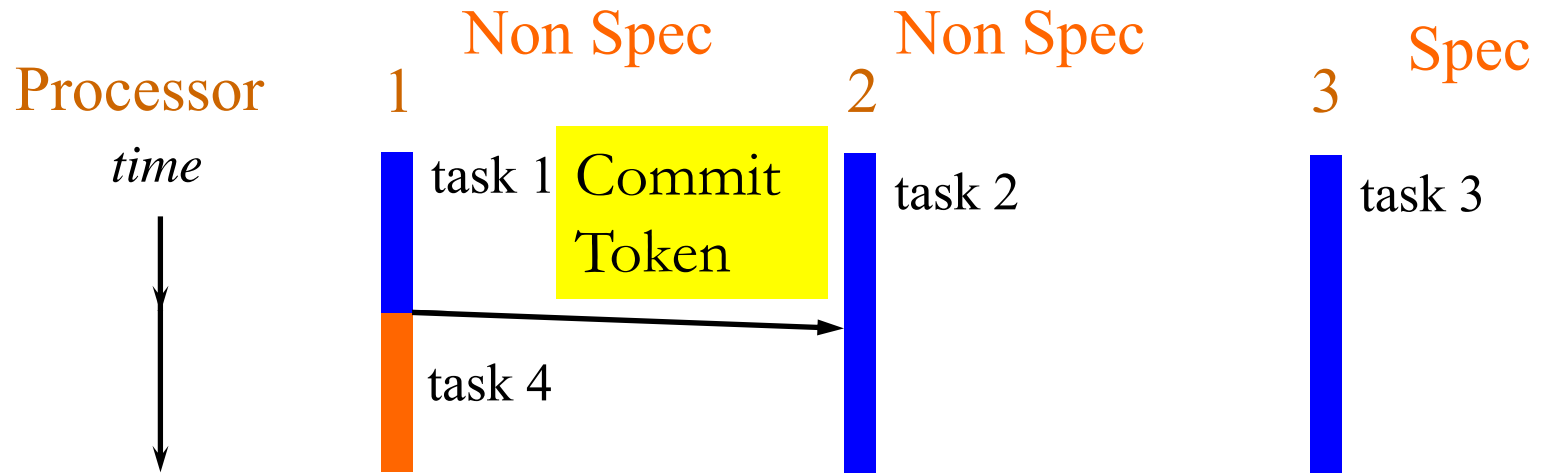 Non Spec
Non Spec
Spec
Processor
1
2
3
time
task 1
Commit
Token
task 2
task 3
task 4